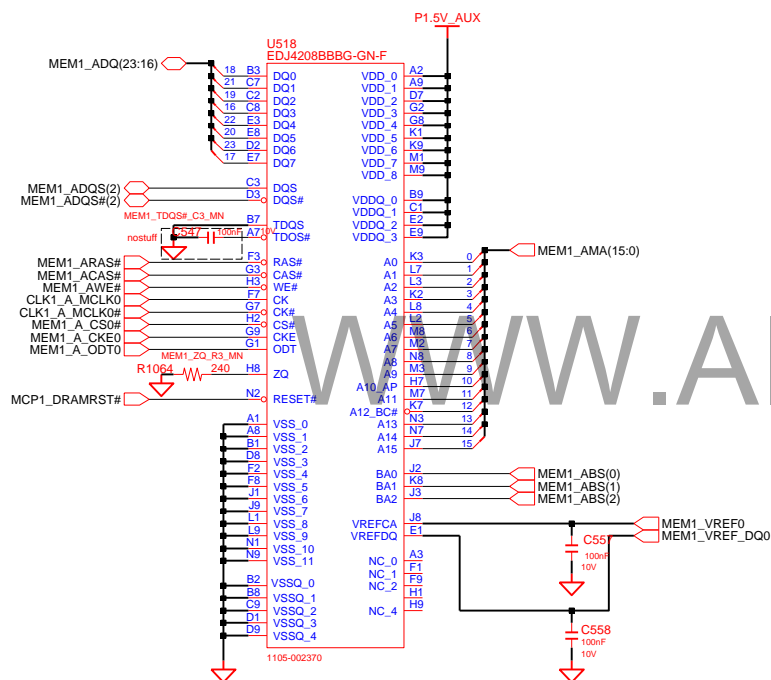 P1.5V_AUX
U518
EDJ4208BBBG-GN-F
MEM1_ADQ(23:16)
18 B3 DQ0 VDD_0 A2
21 C7 DQ1 VDD_1 A9
19 C2 DQ2 VDD_2 D7
16 C8 DQ3 VDD_3 G2
22 E3 DQ4 VDD_4 G8
20 E8 DQ5 VDD_5 K1
23 D2 DQ6 VDD_6 K9
17 E7 DQ7 VDD_7 M1
VDD_8 M9
MEM1_ADQS(2) C3 DQS VDDQ_0 B9
MEM1_ADQS#(2) D3 DQS# VDDQ_1 C1
MEM1_TDQS#_C3_MN
B7 TDQS VDDQ_2 E2
nostuff C547 100nF 10V A7 TDOS# VDDQ_3 E9
MEM1_AMA(15:0)
MEM1_ARAS# F3 RAS# A0 K3 0
MEM1_ACAS# G3 CAS# A1 L7 1
MEM1_AWE# H3 WE# A2 L3 2
CLK1_A_MCLK0 F7 CK A3 K2 3
CLK1_A_MCLK0# G7 CK# A4 L8 4
MEM1_A_CS0# H2 CS# A5 L2 5
MEM1_A_CKE0 G9 CKE A6 M8 6
MEM1_A_ODT0 G1 ODT A7 M2 7
MEM1_ZQ_R3_MN
A8 N8 8
R1064 240 H8 ZQ A9 M3 9
A10_AP H7 10
MCP1_DRAMRST# N2 RESET# A11 M7 11
A12_BC# K7 12
A1 VSS_0 A13 N3 13
A8 VSS_1 A14 N7 14
B1 VSS_2 A15 J7 15
D8 VSS_3
F2 VSS_4 BA0 J2 MEM1_ABS(0)
F8 VSS_5 BA1 K8 MEM1_ABS(1)
J1 VSS_6 BA2 J3 MEM1_ABS(2)
J9 VSS_7
L1 VSS_8 VREFCA J8 MEM1_VREF0
L9 VSS_9 VREFDQ E1 MEM1_VREF_DQ0
N1 VSS_10
N9 VSS_11 NC_0 A3
NC_1 F1
B2 VSSQ_0 NC_2 F9
B8 VSSQ_1 H1
C9 VSSQ_2 NC_4 H9
D1 VSSQ_3
D9 VSSQ_4
100nF
10V
C558
100nF
10V
1105-002370
WWW.A